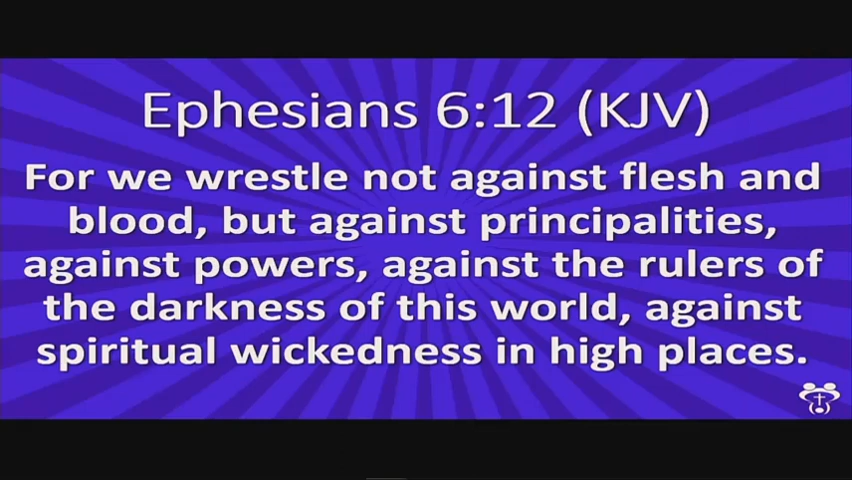 Ephesians 6:12 (KJV)
For we wrestle not against flesh and
blood, but against principalities,
against powers, against the rulers of
the darkness of this world, against
spiritual wickedness in high places.